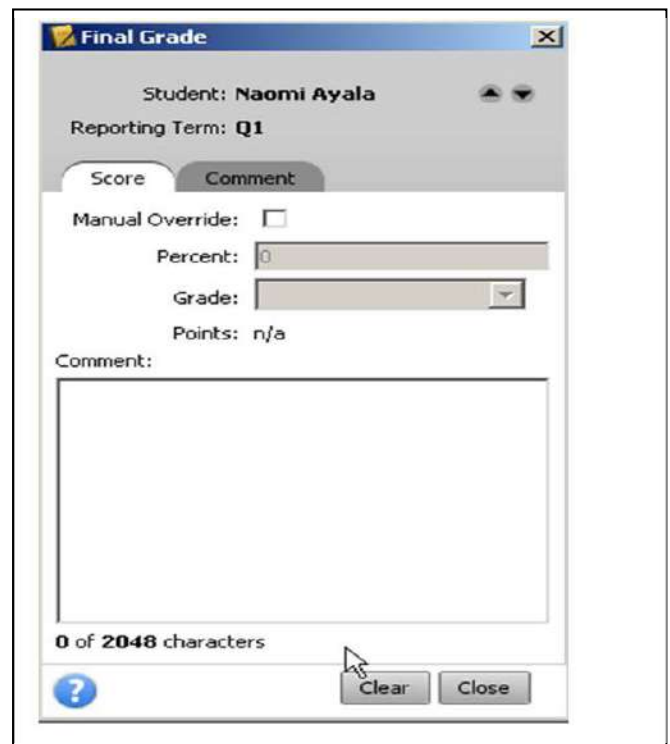 Final Grade
Student: Naomi Ayala
Reporting Term: Q1
Score Comment
Manual Override:
Percent: 0
Grade:
Points: n/a
Comment:
0 of 2048 characters
? Clear Close